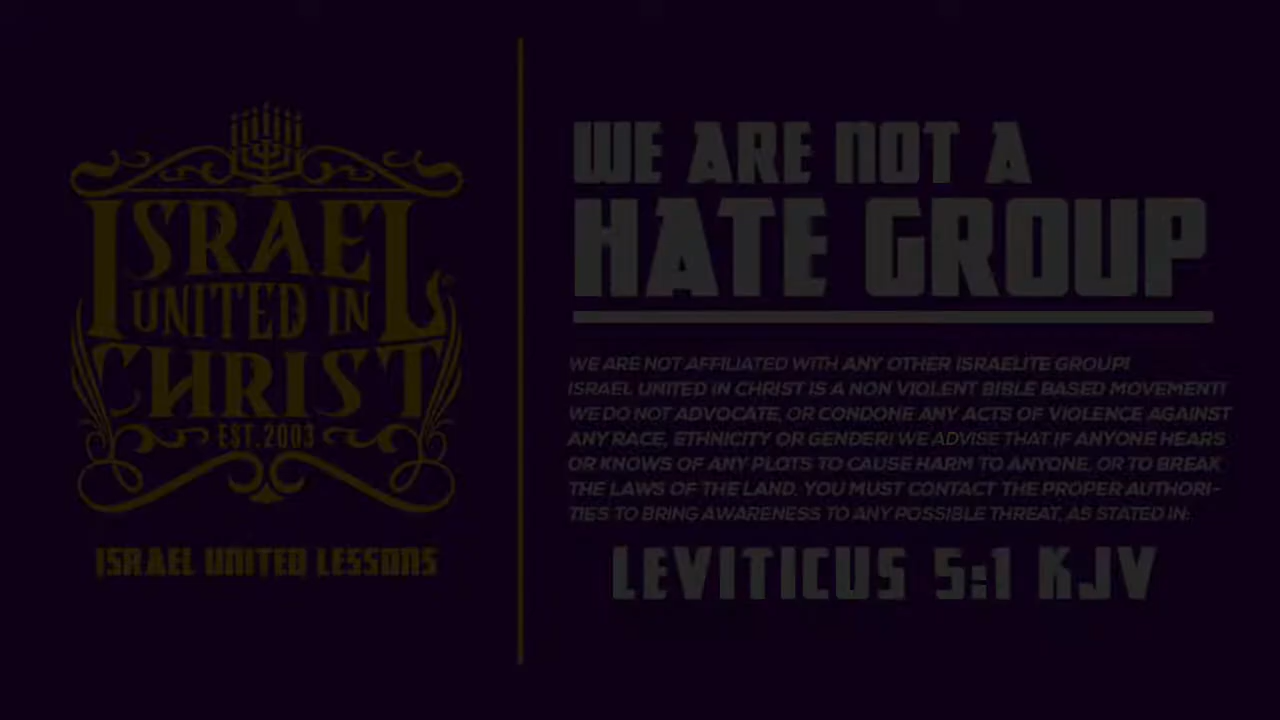 ISRAEL
UNITED IN
CHRIST
EST. 2003
ISRAEL UNITED LESSONS
WE ARE NOT A
HATE GROUP
WE ARE NOT AFFILIATED WITH ANY OTHER ISRAELITE GROUP!
ISRAEL UNITED IN CHRIST IS A NON VIOLENT BIBLE BASED MOVEMENT!
WE DO NOT ADVOCATE, OR CONDONE ANY ACTS OF VIOLENCE AGAINST
ANY RACE, ETHNICITY OR GENDER! WE ADVISE THAT IF ANYONE HEARS
OR KNOWS OF ANY PLOTS TO CAUSE HARM TO ANYONE, OR TO BREAK
THE LAWS OF THE LAND. YOU MUST CONTACT THE PROPER AUTHORI-
TIES TO BRING AWARENESS TO ANY POSSIBLE THREAT, AS STATED IN:
LEVITICUS 5:1 KJV